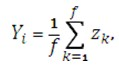 Y_i = \frac{1}{f} \sum_{k=1}^{f} z_k,